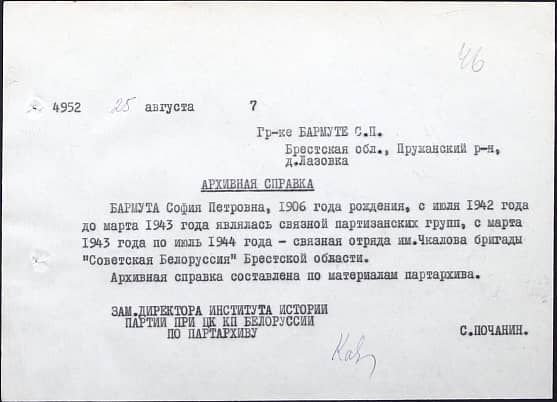 46
4952 25 августа 7
Гр-ке БАРМУТЕ С.П.
Брестская обл., Пружанский р-н,
д.Лазовка
АРХИВНАЯ СПРАВКА
БАРМУТА София Петровна, 1906 года рождения, с июля 1942 года
до марта 1943 года являлась связной партизанских групп, с марта
1943 года по июль 1944 года - связная отряда им.Чкалова бригады
"Советская Белоруссия" Брестской области.
Архивная справка составлена по материалам партархива.
ЗАМ.ДИРЕКТОРА ИНСТИТУТА ИСТОРИИ
ПАРТИИ ПРИ ЦК КП БЕЛОРУССИИ
ПО ПАРТАРХИВУ
С.ПОЧАНИН.